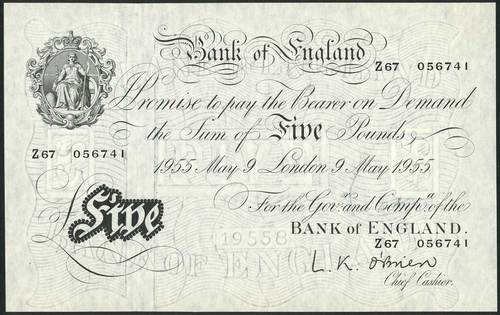 Bank of England
Z67 056741
I Promise to pay the Bearer on Demand
the Sum of Five Pounds
Z67 056741
1955 May 9 London 9 May 1955
For the Govr. and Compa. of the
BANK of ENGLAND.
Five
Z67 056741
L. K. O'Brien
Chief Cashier.